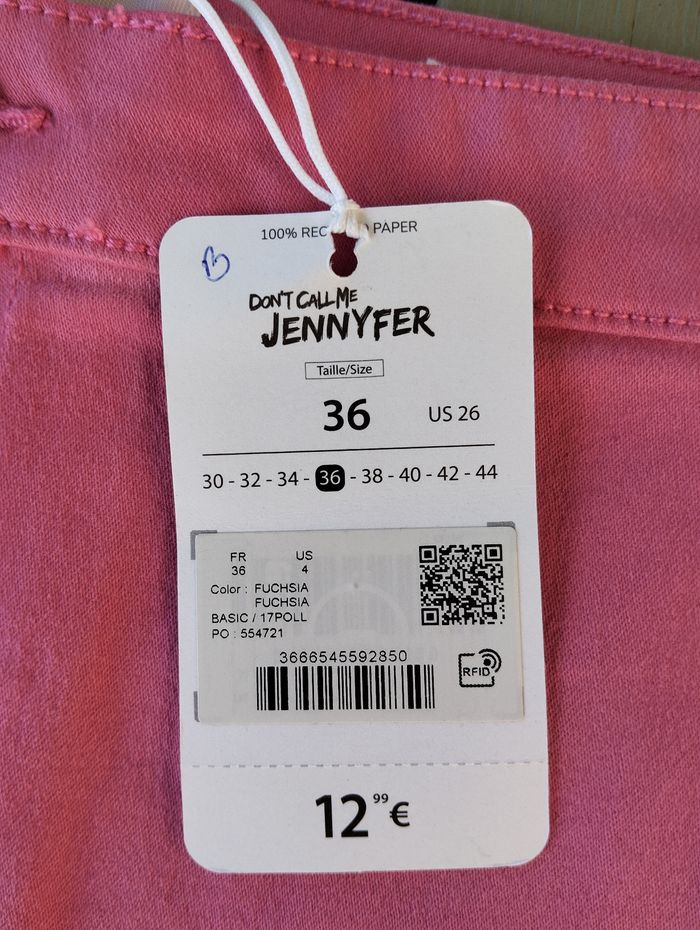 100% REC PAPER
DON'T CALL ME
JENNYFER
Taille/Size
36 US 26
30 - 32 - 34 - 36 - 38 - 40 - 42 - 44
FR US
36 4
Color : FUCHSIA
FUCHSIA
BASIC / 17POLL
PO : 554721
3666545592850
RFID
12,99€